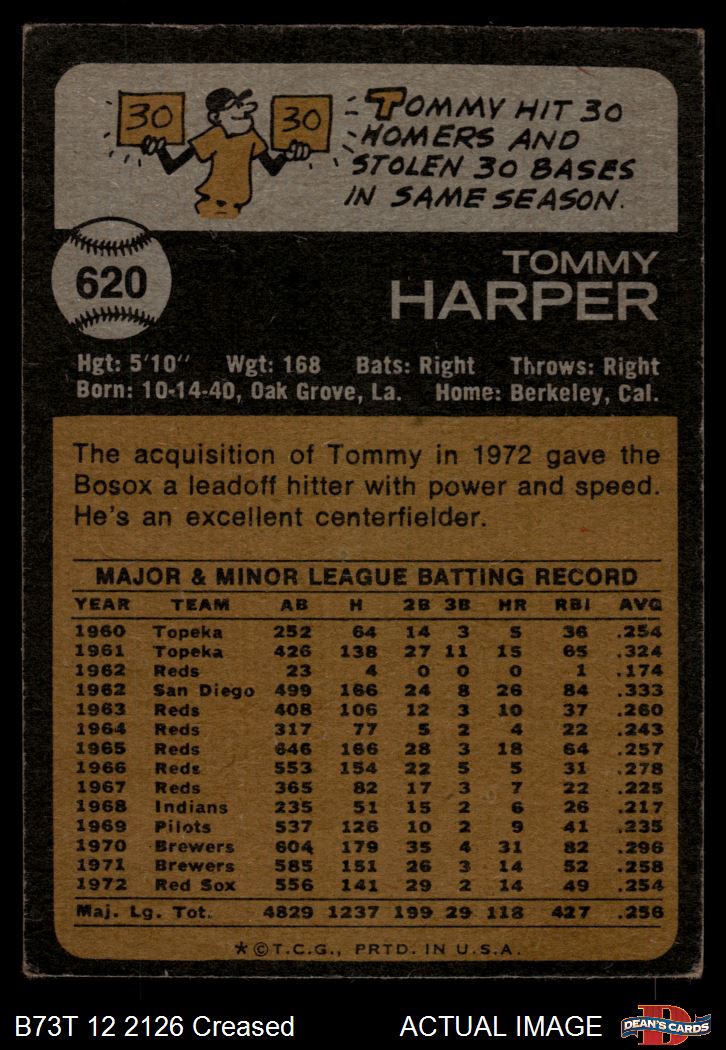 30
30
TOMMY HIT 30
HOMERS AND
STOLEN 30 BASES
IN SAME SEASON.
620
TOMMY
HARPER
Hgt: 5'10" Wgt: 168 Bats: Right Throws: Right
Born: 10-14-40, Oak Grove, La. Home: Berkeley, Cal.
The acquisition of Tommy in 1972 gave the
Bosox a leadoff hitter with power and speed.
He's an excellent centerfielder.
MAJOR & MINOR LEAGUE BATTING RECORD
YEAR TEAM AB H 2B 3B HR RBI AVG
1960 Topeka 252 64 14 3 5 36 .254
1961 Topeka 426 138 27 11 15 65 .324
1962 Reds 23 4 0 0 0 1 .174
1962 San Diego 499 166 24 8 26 84 .333
1963 Reds 408 106 12 3 10 37 .260
1964 Reds 317 77 5 2 4 22 .243
1965 Reds 646 166 28 3 18 64 .257
1966 Reds 553 154 22 5 5 31 .278
1967 Reds 365 82 17 3 7 22 .225
1968 Indians 235 51 15 2 6 26 .217
1969 Pilots 537 126 10 2 9 41 .235
1970 Brewers 604 179 35 4 31 82 .296
1971 Brewers 585 151 26 3 14 52 .258
1972 Red Sox 556 141 29 2 14 49 .254
Maj. Lg. Tot. 4829 1237 199 29 118 427 .256
*©T.C.G., PRTD. IN U.S.A.
B73T 12 2126 Creased ACTUAL IMAGE
D
DEAN'S CARDS